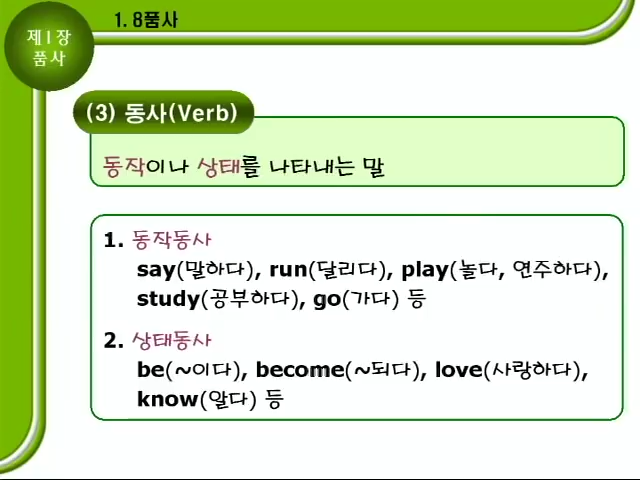 제1장
품사
1. 8품사
(3) 동사(Verb)
동작이나 상태를 나타내는 말
1. 동작동사
say(말하다), run(달리다), play(놀다, 연주하다),
study(공부하다), go(가다) 등
2. 상태동사
be(~이다), become(~되다), love(사랑하다),
know(알다) 등